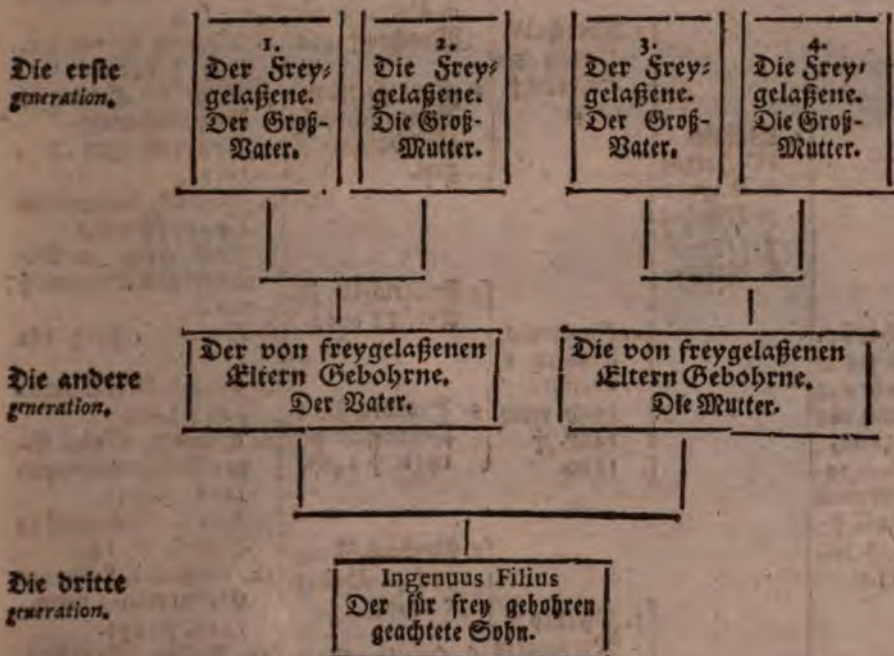 Die erste
generation.
1.
Der Frey⸗
gelaßene.
Der Groß-
Vater.
2.
Die Frey⸗
gelaßene.
Die Groß-
Mutter.
3.
Der Frey⸗
gelaßene.
Der Groß-
Vater.
4.
Die Frey⸗
gelaßene.
Die Groß-
Mutter.
Die andere
generation.
Der von freygelaßenen
Eltern Gebohrne.
Der Vater.
Die von freygelaßenen
Eltern Gebohrne.
Die Mutter.
Die dritte
generation.
Ingenuus Filius
Der für frey gebohren
geachtete Sohn.